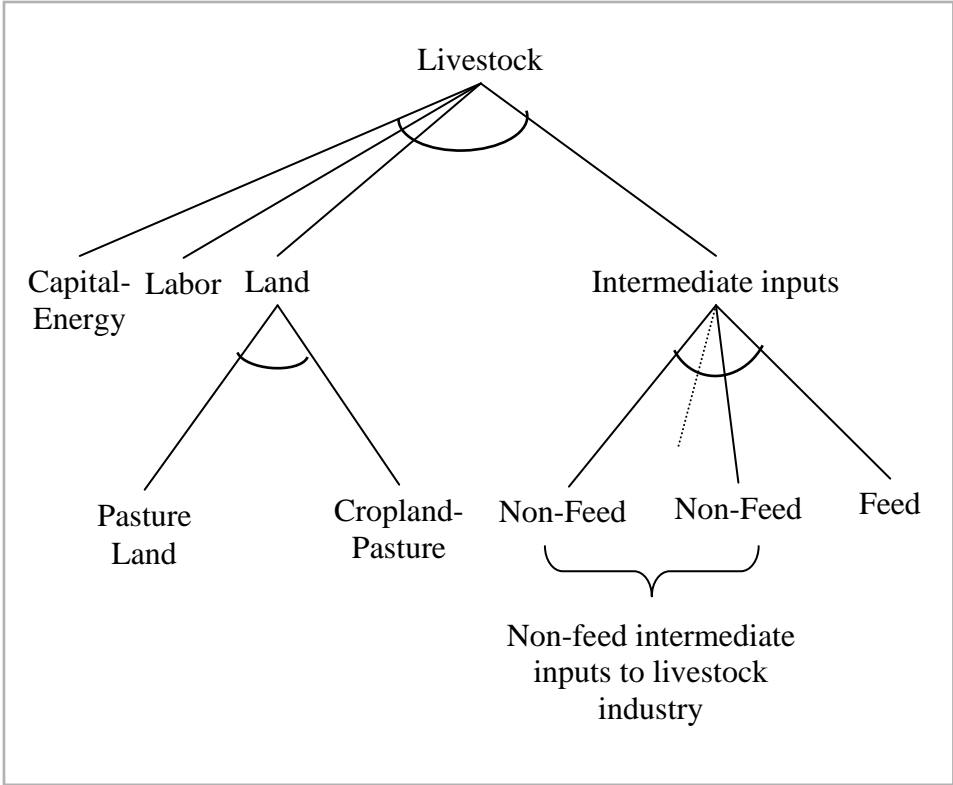 Livestock
Capital-
Energy
Labor
Land
Intermediate inputs
Pasture
Land
Cropland-
Pasture
Non-Feed
Non-Feed
Feed
Non-feed intermediate
inputs to livestock
industry